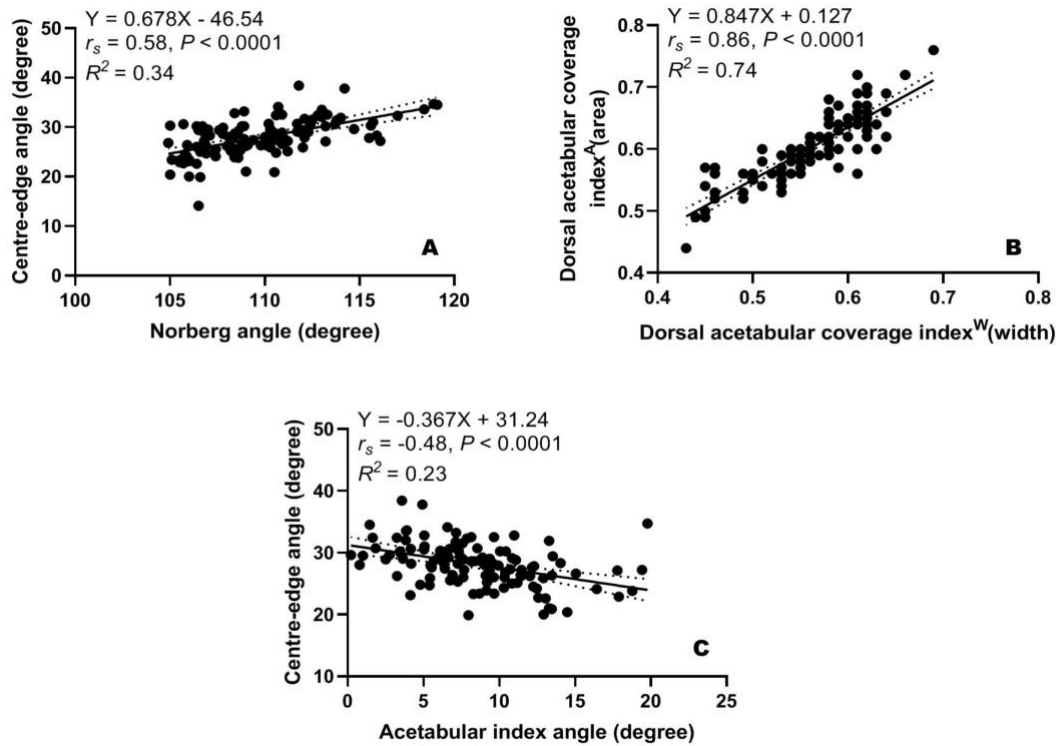 Y = 0.678X - 46.54
rs = 0.58, P < 0.0001
R2 = 0.34
Centre-edge angle (degree)
50
40
30
20
10
0
100
105
110
115
120
Norberg angle (degree)
A
Y = 0.847X + 0.127
rs = 0.86, P < 0.0001
R2 = 0.74
Dorsal acetabular coverage
indexA(area)
0.8
0.7
0.6
0.5
0.4
0.4
0.5
0.6
0.7
0.8
Dorsal acetabular coverage indexW(width)
B
Y = -0.367X + 31.24
rs = -0.48, P < 0.0001
R2 = 0.23
Centre-edge angle (degree)
50
40
30
20
10
0
5
10
15
20
25
Acetabular index angle (degree)
C